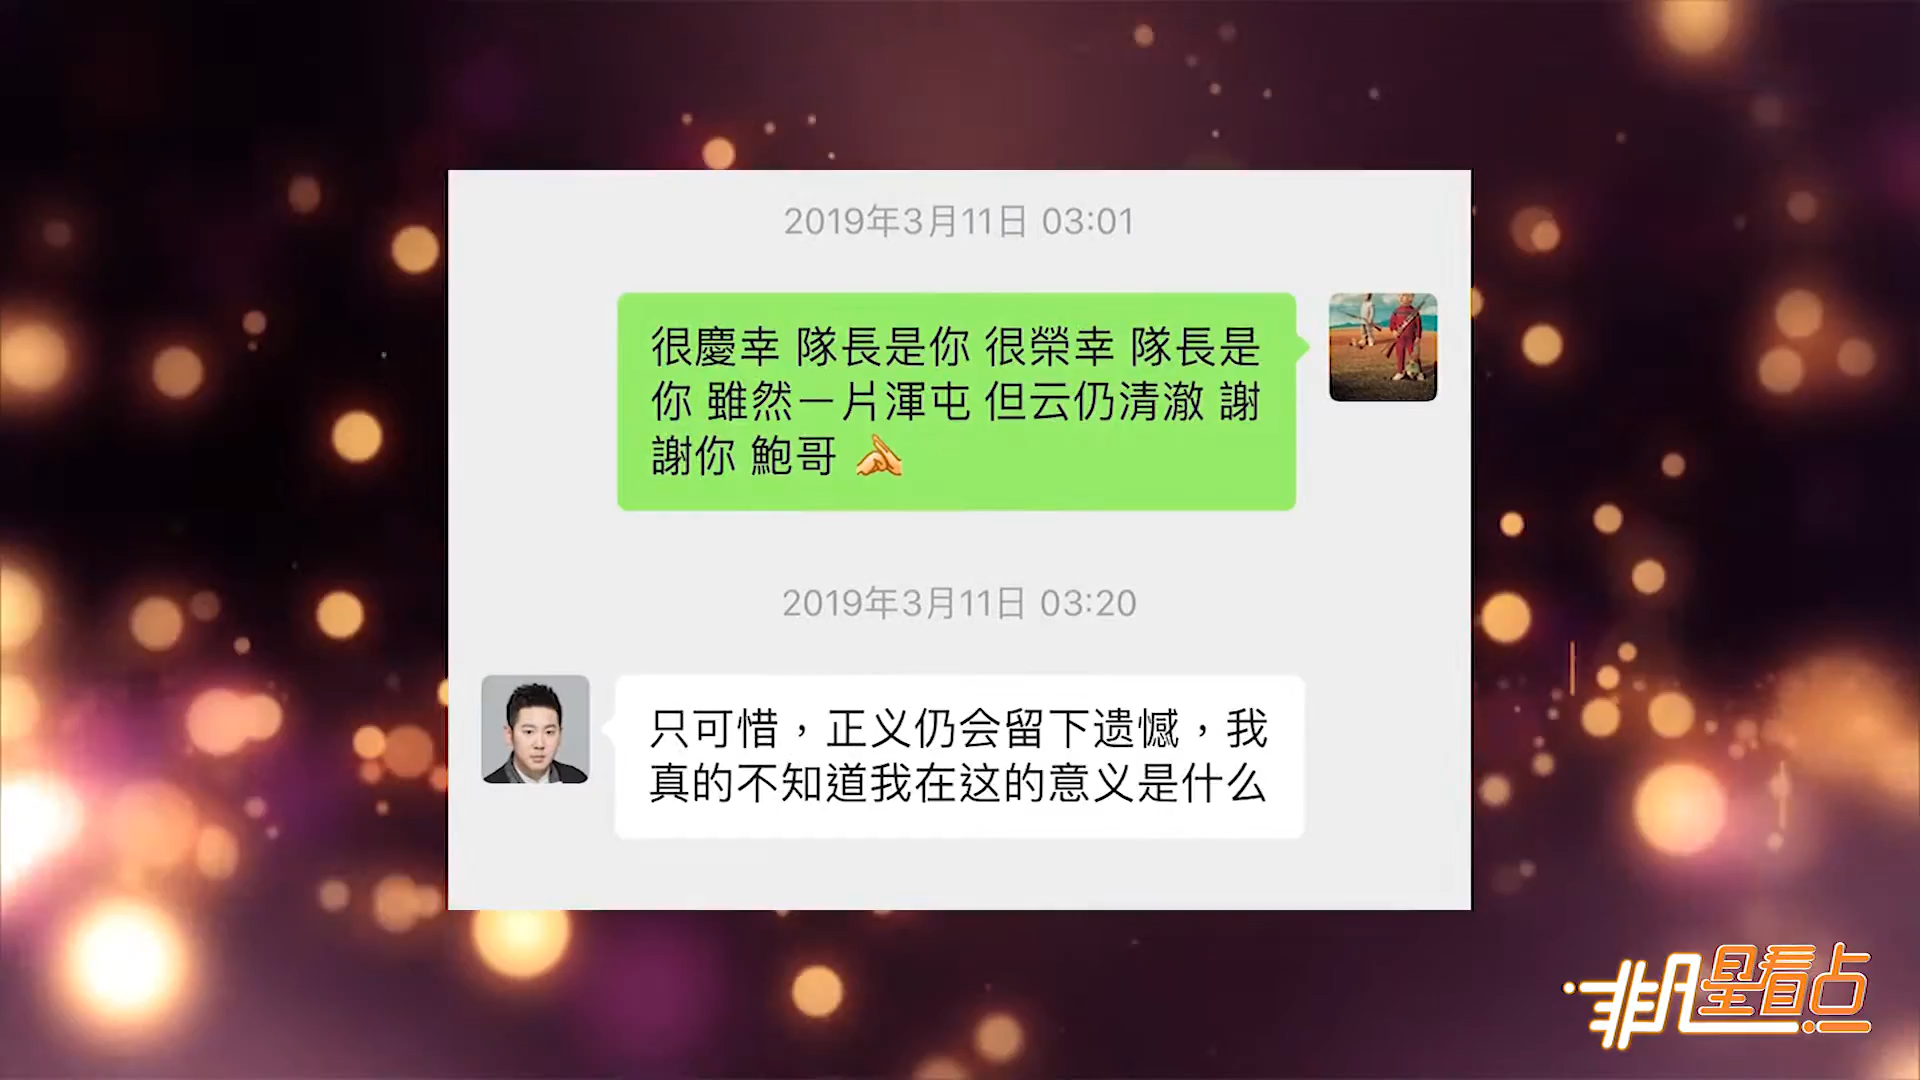 2019年3月11日 03:01
很慶幸 隊長是你 很榮幸 隊長是
你 雖然一片渾屯 但云仍清澈 謝
謝你 鮑哥
2019年3月11日 03:20
只可惜，正义仍会留下遗憾，我
真的不知道我在这的意义是什么
非凡星看点